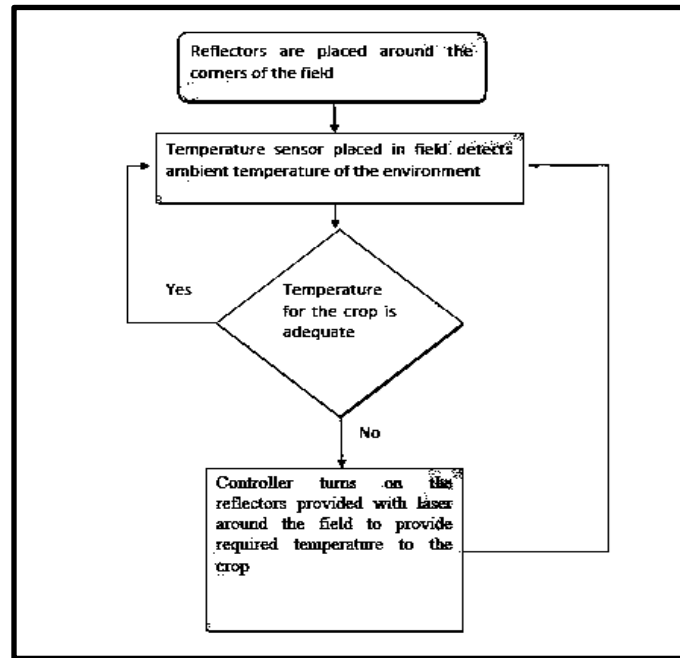 Reflectors are placed around the
corners of the field
Temperature sensor placed in field detects
ambient temperature of the environment
Yes
Temperature
for the crop is
adequate
No
Controller turns on the
reflectors provided with laser
around the field to provide
required temperature to the
crop